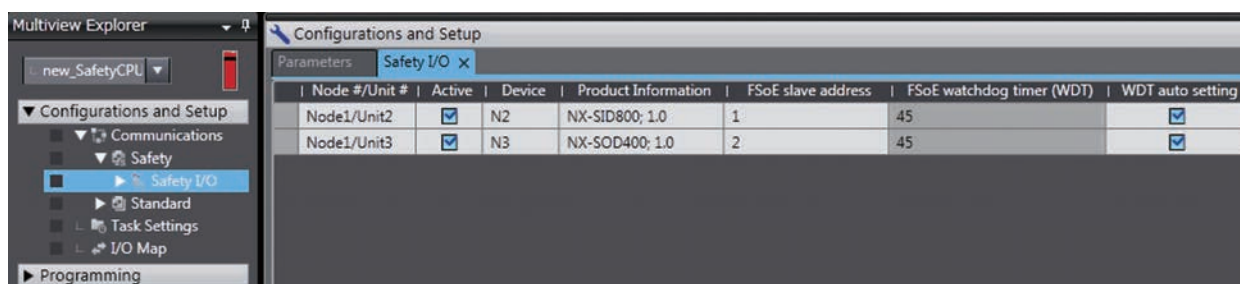 Multiview Explorer
new_SafetyCPU
Configurations and Setup
Communications
Safety
Safety I/O
Standard
Task Settings
I/O Map
Programming
Configurations and Setup
Parameters Safety I/O
Node #/Unit # Active Device Product Information FSoE slave address FSoE watchdog timer (WDT) WDT auto setting
Node1/Unit2 N2 NX-SID800; 1.0 1 45
Node1/Unit3 N3 NX-SOD400; 1.0 2 45